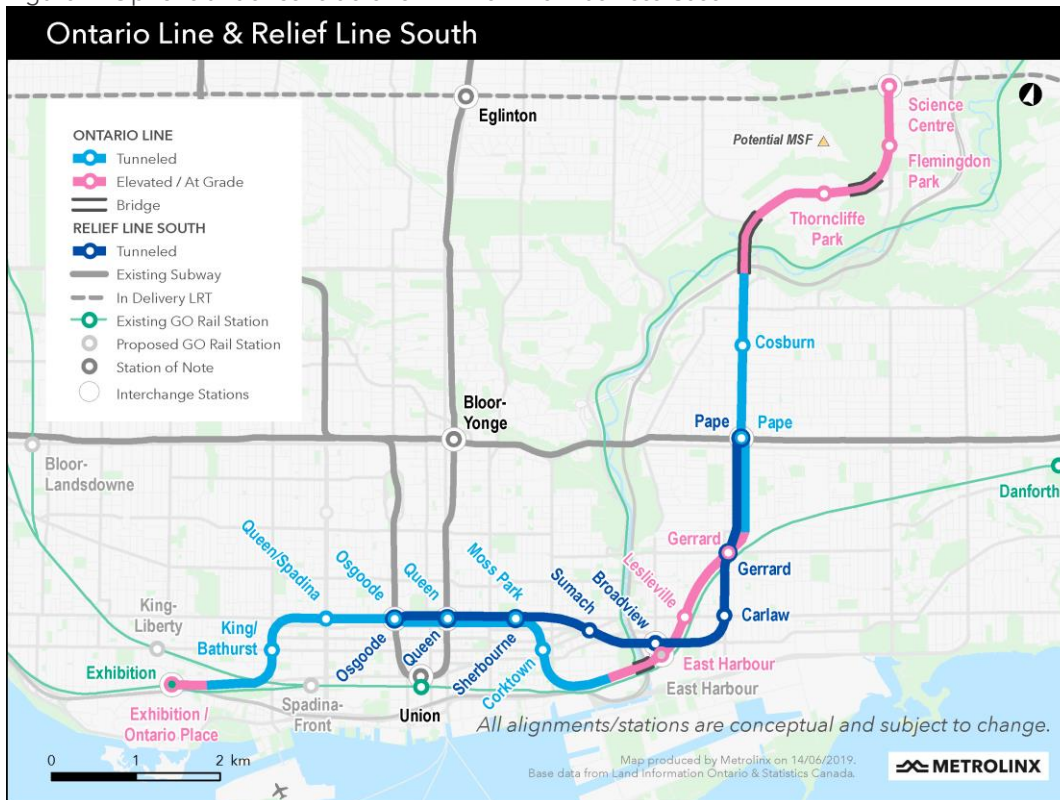 Ontario Line & Relief Line South
ONTARIO LINE
Tunneled
Elevated / At Grade
Bridge
RELIEF LINE SOUTH
Tunneled
Existing Subway
In Delivery LRT
Existing GO Rail Station
Proposed GO Rail Station
Station of Note
Interchange Stations
Eglinton
Science
Centre
Potential MSF
Flemingdon
Park
Thorncliffe
Park
Cosburn
Bloor-
Yonge
Pape
Pape
Bloor-
Landsdowne
Danforth
Gerrard
Gerrard
Queen/Spadina
Osgoode
Queen
Moss Park
Sumach
Broadview
Leslieville
Carlaw
King-
Liberty
King/
Bathurst
Osgoode
Queen
Sherbourne
Corktown
East Harbour
East Harbour
Exhibition
Exhibition /
Ontario Place
Spadina-
Front
Union
All alignments/stations are conceptual and subject to change.
0 1 2 km
Map produced by Metrolinx on 14/06/2019.
Base data from Land Information Ontario & Statistics Canada.
METROLINX